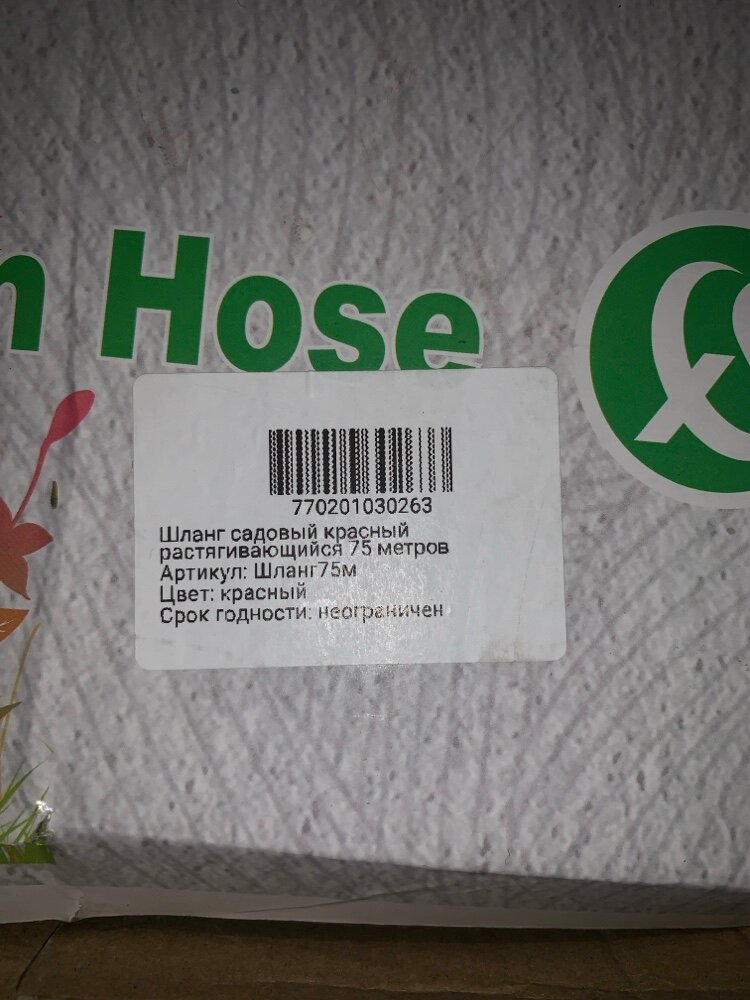 n Hose
770201030263
Шланг садовый красный
растягивающийся 75 метров
Артикул: Шланг75м
Цвет: красный
Срок годности: неограничен